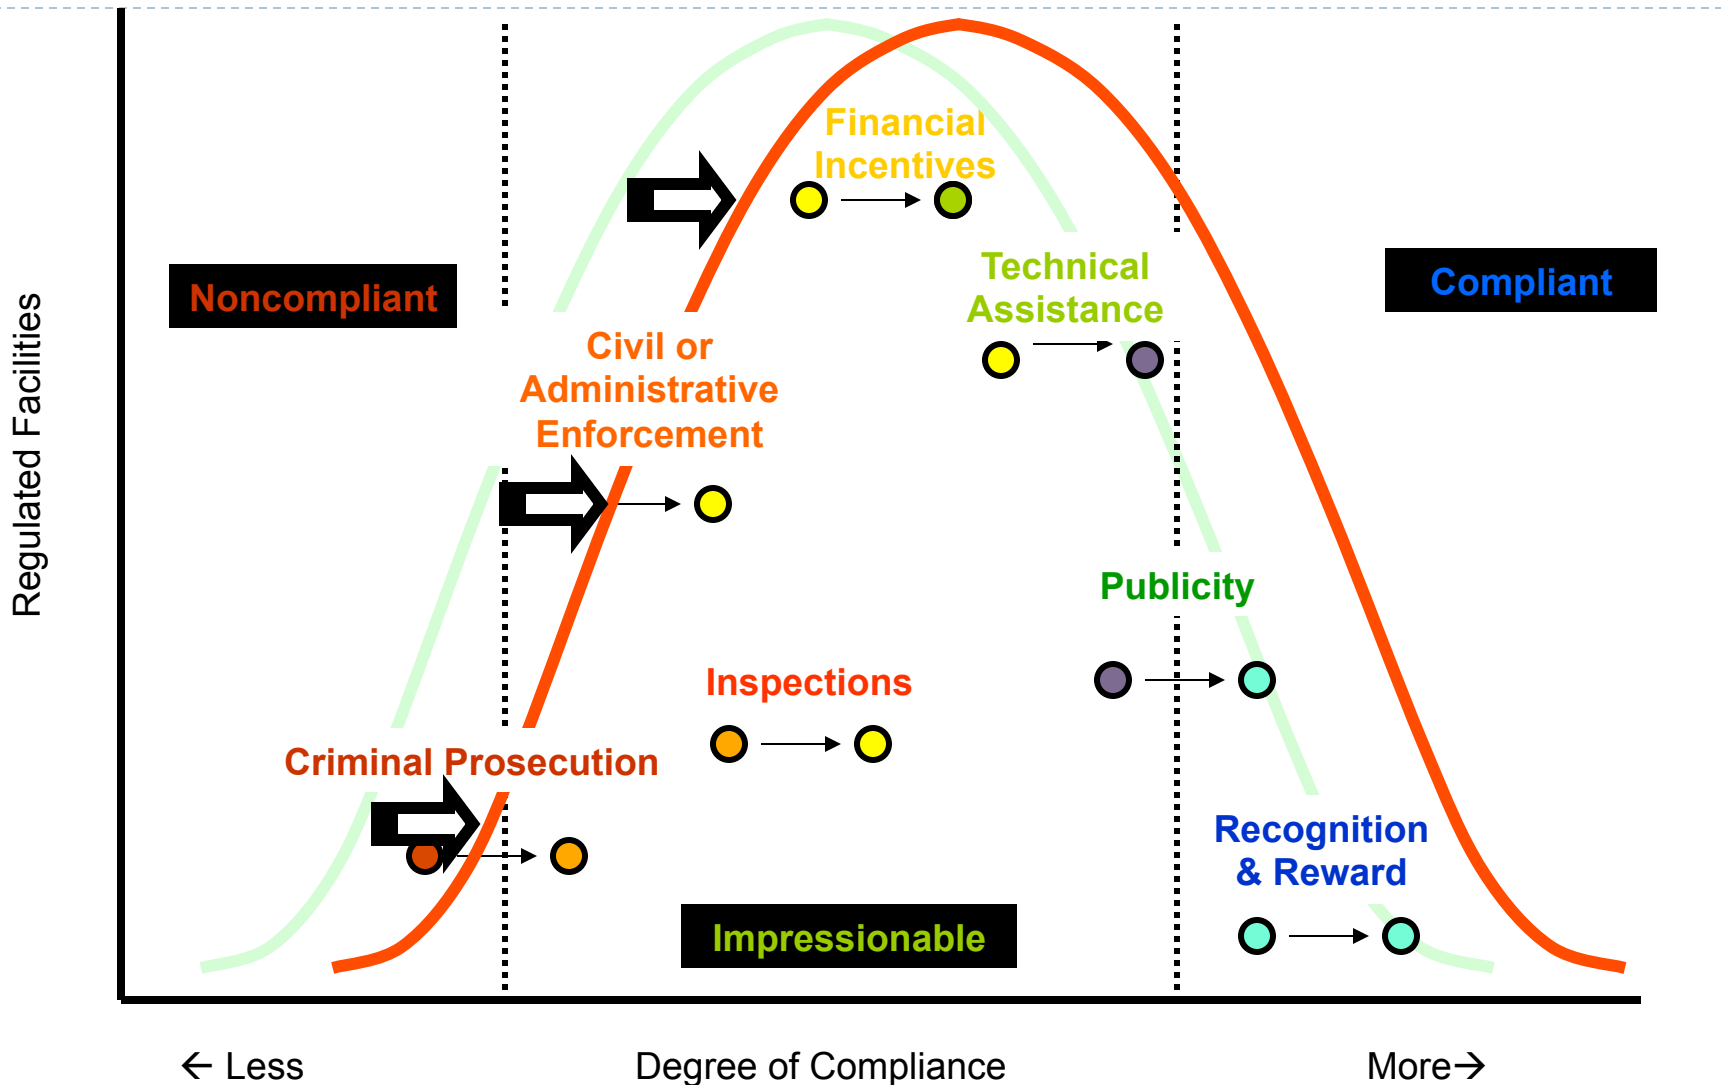 Financial
Incentives
Technical
Assistance
Noncompliant
Compliant
Civil or
Administrative
Enforcement
Regulated Facilities
Publicity
Inspections
Criminal Prosecution
Recognition
& Reward
Impressionable
← Less
Degree of Compliance
More→